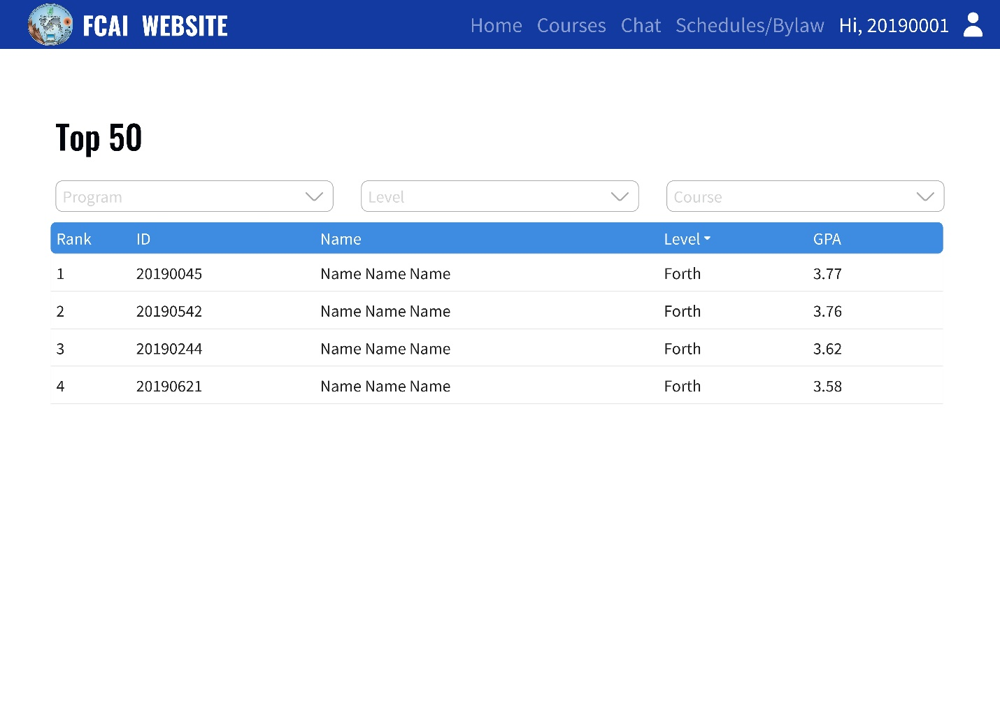 FCAI WEBSITE Home Courses Chat Schedules/Bylaw Hi, 20190001
Top 50
Program Level Course
Rank ID Name Level GPA
1 20190045 Name Name Name Forth 3.77
2 20190542 Name Name Name Forth 3.76
3 20190244 Name Name Name Forth 3.62
4 20190621 Name Name Name Forth 3.58